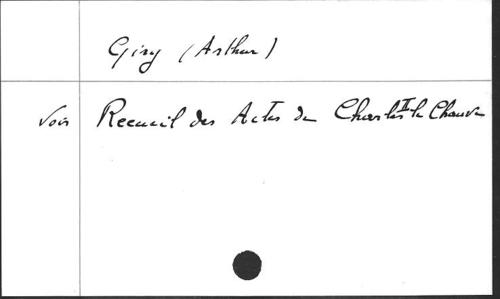 Giry (Arthur)
Voir Recueil des Actes de Charles II le Chauve